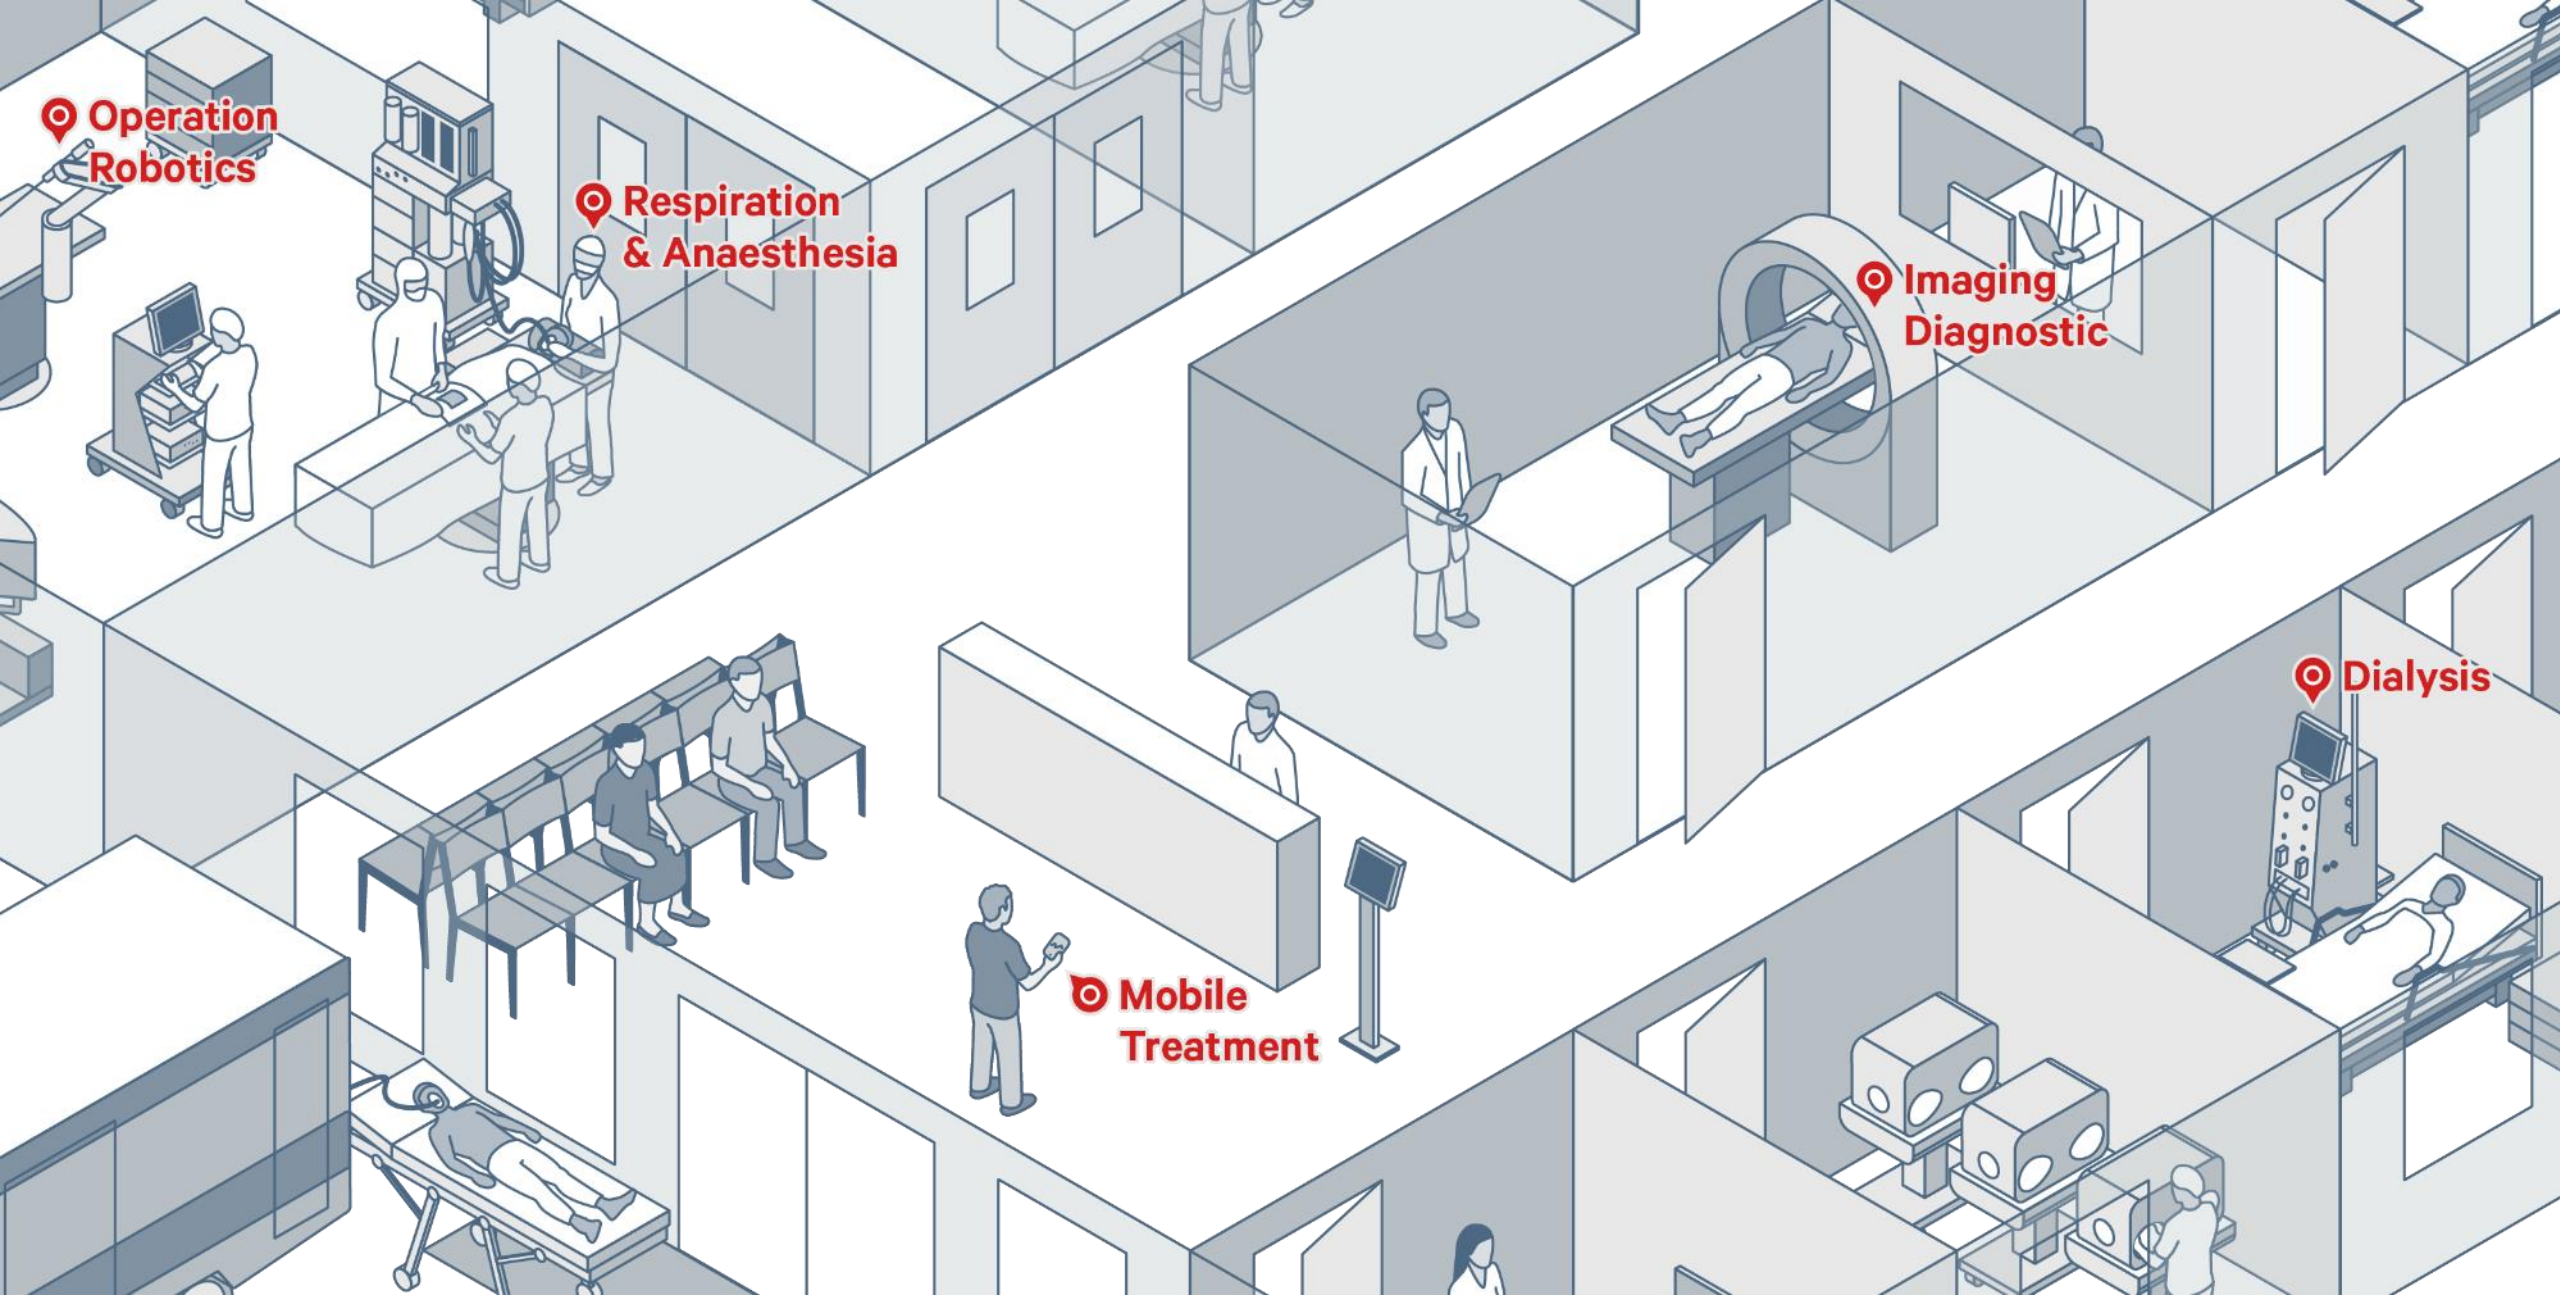 Operation
Robotics
Respiration
& Anaesthesia
Imaging
Diagnostic
Dialysis
Mobile
Treatment